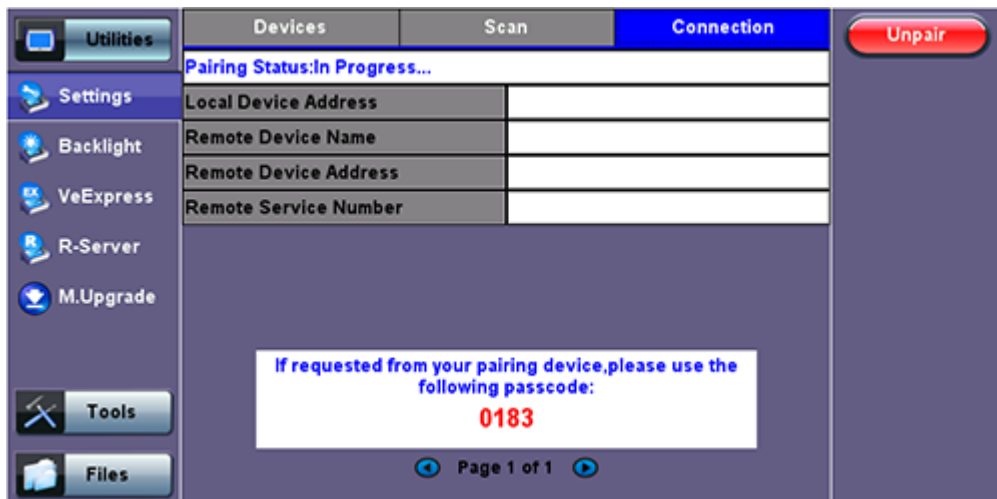 Utilities
Devices
Scan
Connection
Unpair
Pairing Status:In Progress...
Settings
Local Device Address
Remote Device Name
Backlight
Remote Device Address
VeExpress
Remote Service Number
R-Server
M.Upgrade
If requested from your pairing device,please use the
following passcode:
0183
Tools
Page 1 of 1
Files